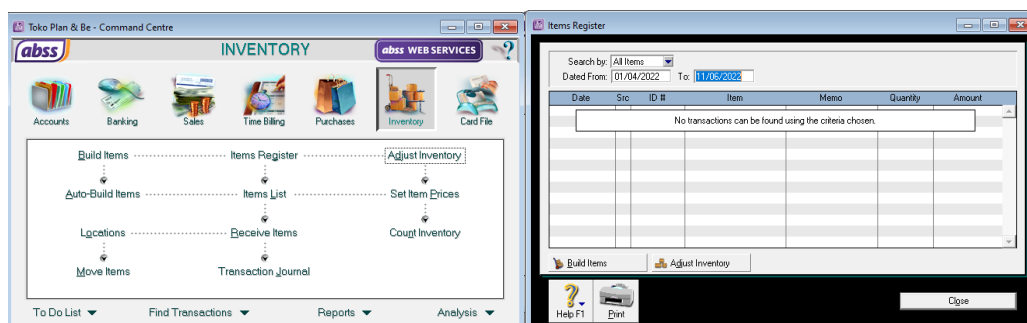 Toko Plan & Be - Command Centre
abss
INVENTORY
abss WEB SERVICES
?
Accounts
Banking
Sales
Time Billing
Purchases
Inventory
Card File
Build Items
Items Register
Adjust Inventory
Auto-Build Items
Items List
Set Item Prices
Locations
Receive Items
Count Inventory
Move Items
Transaction Journal
To Do List
Find Transactions
Reports
Analysis
Items Register
Search by: All Items
Dated From: 01/04/2022 To: 11/06/2022
Date Src ID # Item Memo Quantity Amount
No transactions can be found using the criteria chosen.
Build Items
Adjust Inventory
?
Help F1
Print
Close